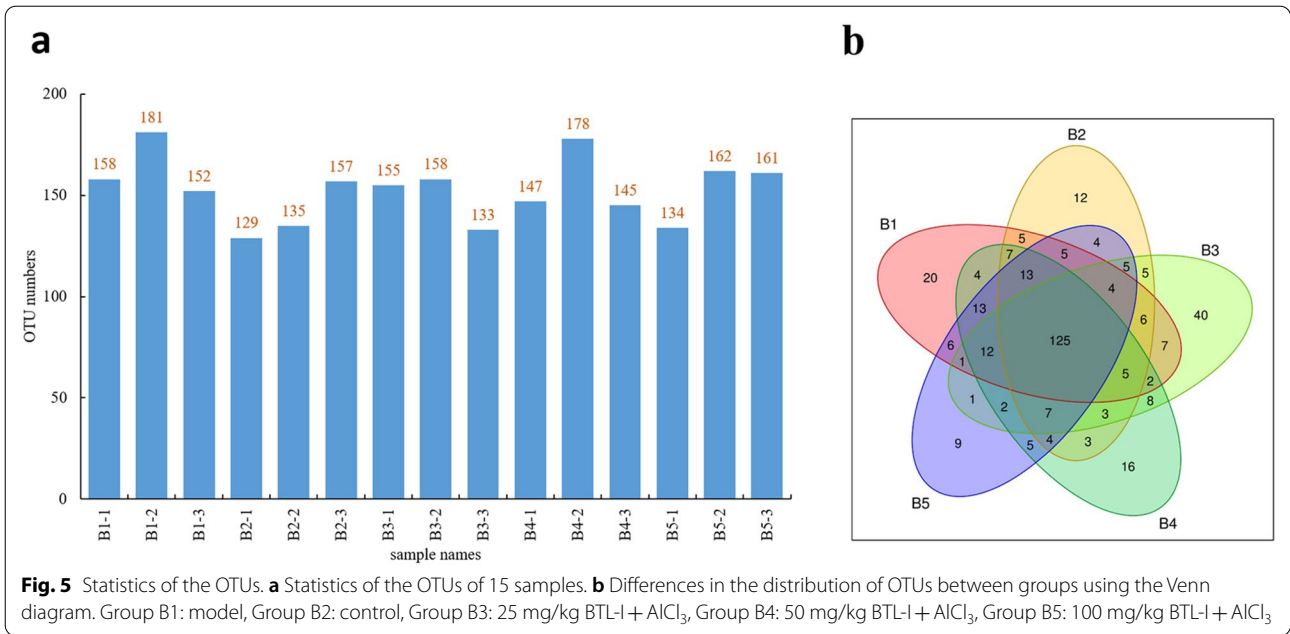 a
b
200
150
100
50
0
OTU numbers
158
181
152
129
135
157
155
158
133
147
178
145
134
162
161
B1-1
B1-2
B1-3
B2-1
B2-2
B2-3
B3-1
B3-2
B3-3
B4-1
B4-2
B4-3
B5-1
B5-2
B5-3
sample names
B2
12
B1
5
4
B3
7
5
5
5
20
4
13
4
13
6
40
6
12
125
7
1
5
2
1
2
7
3
8
9
5
4
3
16
B5
B4
Fig. 5 Statistics of the OTUs. a Statistics of the OTUs of 15 samples. b Differences in the distribution of OTUs between groups using the Venn
diagram. Group B1: model, Group B2: control, Group B3: 25 mg/kg BTL-I + AlCl₃, Group B4: 50 mg/kg BTL-I + AlCl₃, Group B5: 100 mg/kg BTL-I + AlCl₃